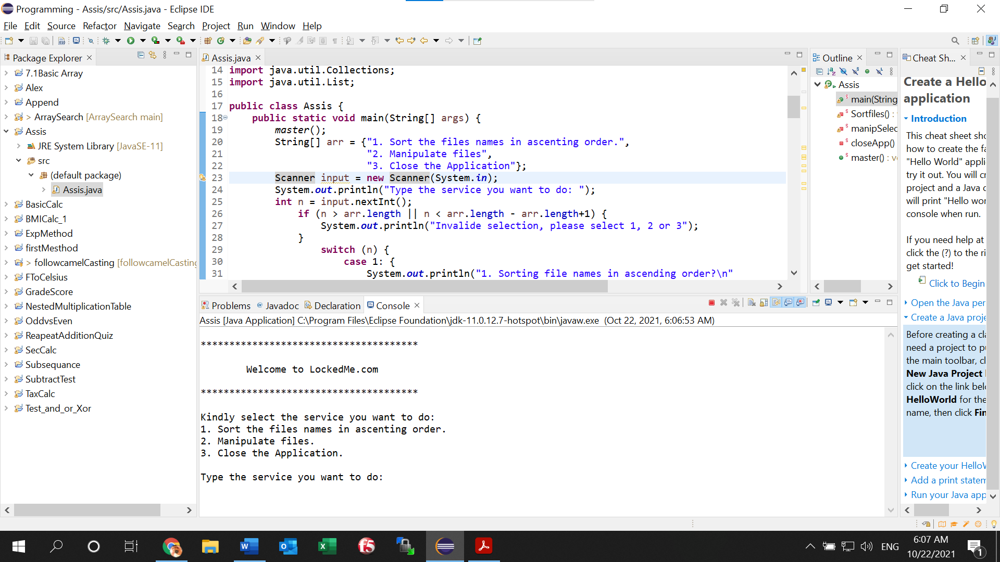 Programming - Assis/src/Assis.java - Eclipse IDE
File Edit Source Refactor Navigate Search Project Run Window Help
Package Explorer
7.1Basic Array
Alex
Append
> ArraySearch [ArraySearch main]
Assis
JRE System Library [JavaSE-11]
src
(default package)
Assis.java
BasicCalc
BMICalc_1
ExpMethod
firstMesthod
> followcamelCasting [followcamelCasting
FToCelsius
GradeScore
NestedMultiplicationTable
OddvsEven
ReapeatAdditionQuiz
SecCalc
Subsequance
SubtractTest
TaxCalc
Test_and_or_Xor
Assis.java
14 import java.util.Collections;
15 import java.util.List;
16
17 public class Assis {
18 public static void main(String[] args) {
19 master();
20 String[] arr = {"1. Sort the files names in ascenting order.",
21 "2. Manipulate files",
22 "3. Close the Application"};
23 Scanner input = new Scanner(System.in);
24 System.out.println("Type the service you want to do: ");
25 int n = input.nextInt();
26 if (n > arr.length || n < arr.length - arr.length+1) {
27 System.out.println("Invalide selection, please select 1, 2 or 3");
28 }
29 switch (n) {
30 case 1: {
31 System.out.println("1. Sorting file names in ascending order?\n"
Problems Javadoc Declaration Console
Assis [Java Application] C:\Program Files\Eclipse Foundation\jdk-11.0.12.7-hotspot\bin\javaw.exe (Oct 22, 2021, 6:06:53 AM)
**************************************
Welcome to LockedMe.com
**************************************
Kindly select the service you want to do:
1. Sort the files names in ascenting order.
2. Manipulate files.
3. Close the Application.
Type the service you want to do:
Outline
Assis
main(String
Sortfiles() :
manipSelec
closeApp()
master() : vo
Cheat Sh...
Create a Hello
application
Introduction
This cheat sheet sho
how to create the fa
"Hello World" appli
try it out. You will cr
project and a Java c
will print "Hello wor
console when run.
If you need help at
click the (?) to the ri
get started!
Click to Begin
Open the Java per
Create a Java proje
Before creating a cla
need a project to pu
the main toolbar, cl
New Java Project
click on the link belo
HelloWorld for the
name, then click Fin
Create your HelloW
Add a print statem
Run your Java app
ENG
6:07 AM
10/22/2021
1